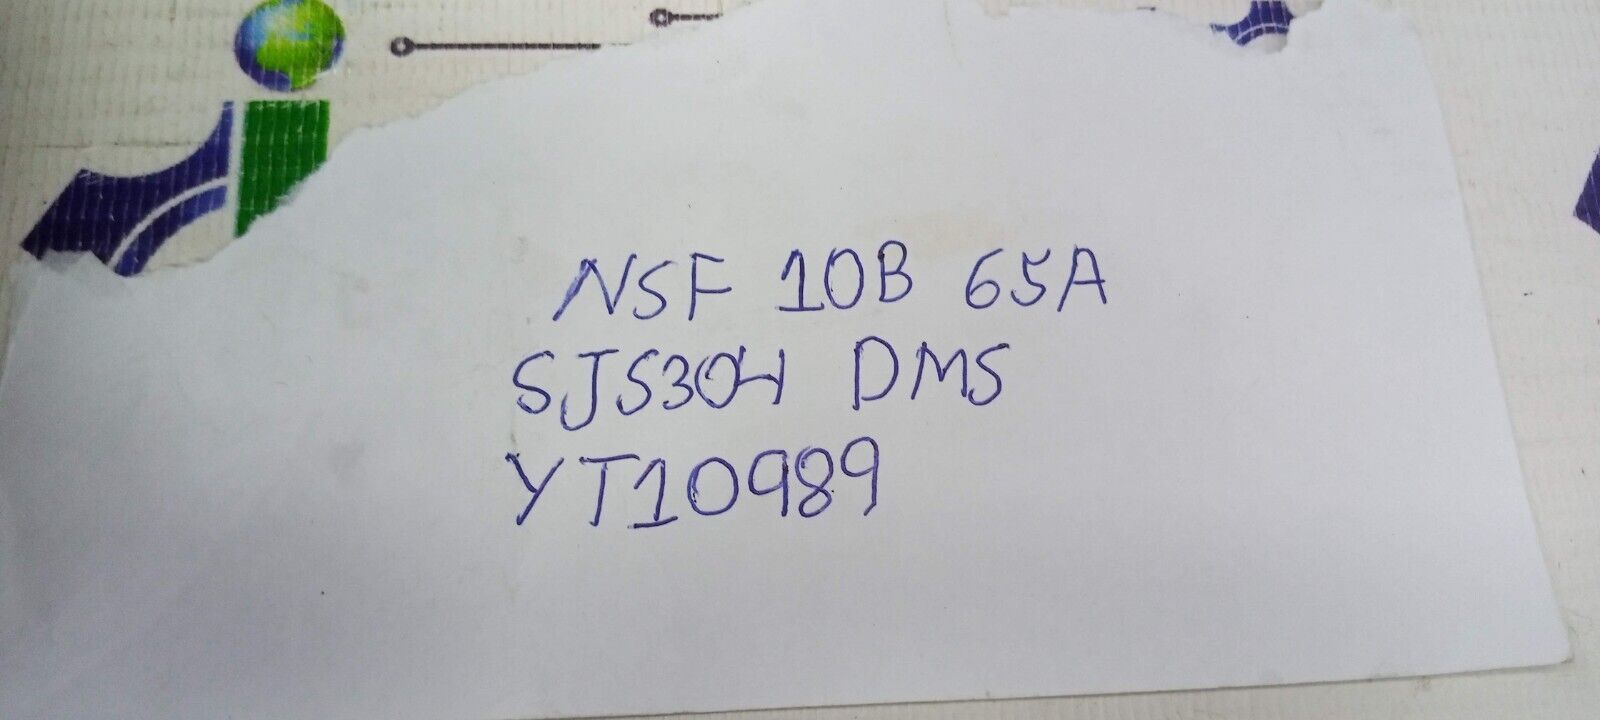 NSF 10B 65A
SJS304 DMS
YT10989